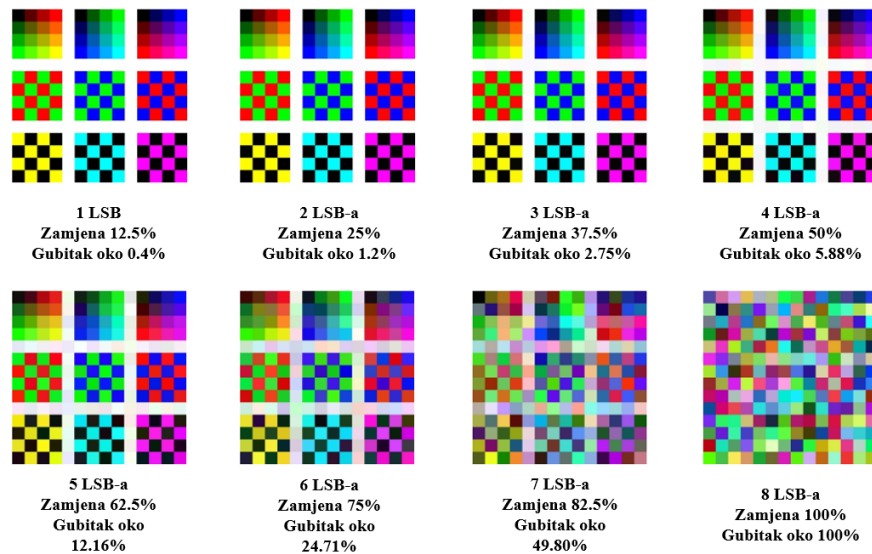 1 LSB
Zamjena 12.5%
Gubitak oko 0.4%
2 LSB-a
Zamjena 25%
Gubitak oko 1.2%
3 LSB-a
Zamjena 37.5%
Gubitak oko 2.75%
4 LSB-a
Zamjena 50%
Gubitak oko 5.88%
5 LSB-a
Zamjena 62.5%
Gubitak oko
12.16%
6 LSB-a
Zamjena 75%
Gubitak oko
24.71%
7 LSB-a
Zamjena 82.5%
Gubitak oko
49.80%
8 LSB-a
Zamjena 100%
Gubitak oko 100%